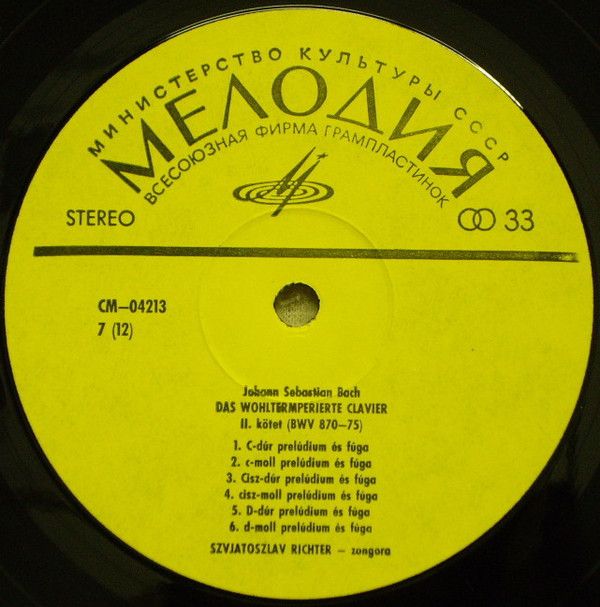 МИНИСТЕРСТВО КУЛЬТУРЫ СССР
МЕЛОДИЯ
ВСЕСОЮЗНАЯ ФИРМА ГРАМПЛАСТИНОК
STEREO
33
CM—04213
7 (12)
Johann Sebastian Bach
DAS WOHLTERMPERIERTE CLAVIER
II. kötet (BWV 870—75)
1. C-dúr prelúdium és fúga
2. c-moll prelúdium és fúga
3. Cisz-dúr prelúdium és fúga
4. cisz-moll prelúdium és fúga
5. D-dúr prelúdium és fúga
6. d-moll prelúdium és fúga
SZVJATOSZLAV RICHTER — zongora